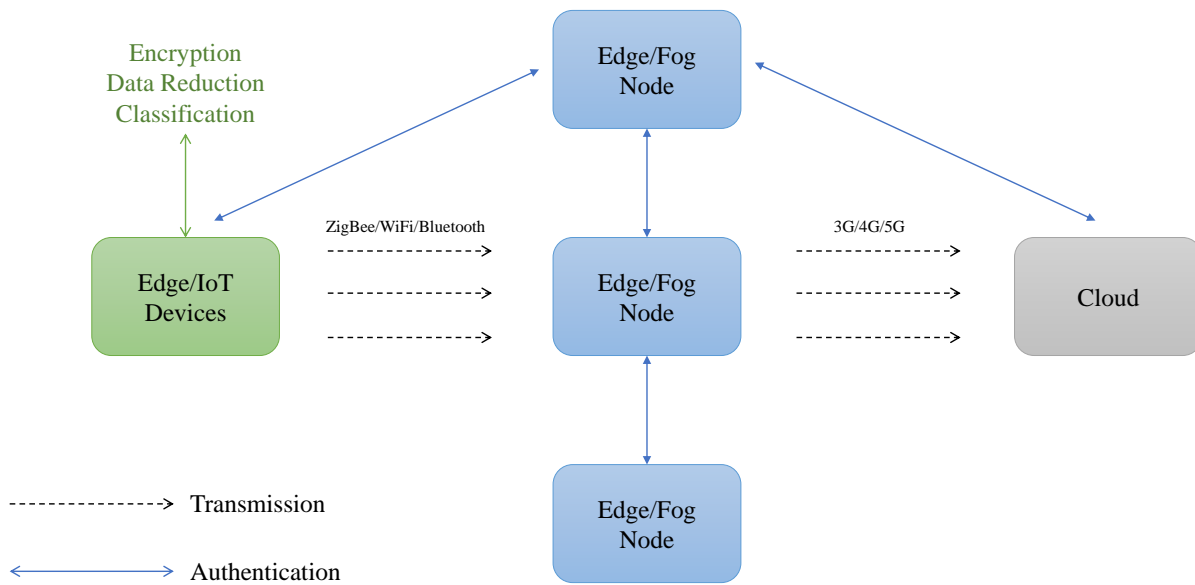 Edge/Fog
Node
Encryption
Data Reduction
Classification
ZigBee/WiFi/Bluetooth
3G/4G/5G
Edge/IoT
Devices
Edge/Fog
Node
Cloud
Edge/Fog
Node
Transmission
Authentication